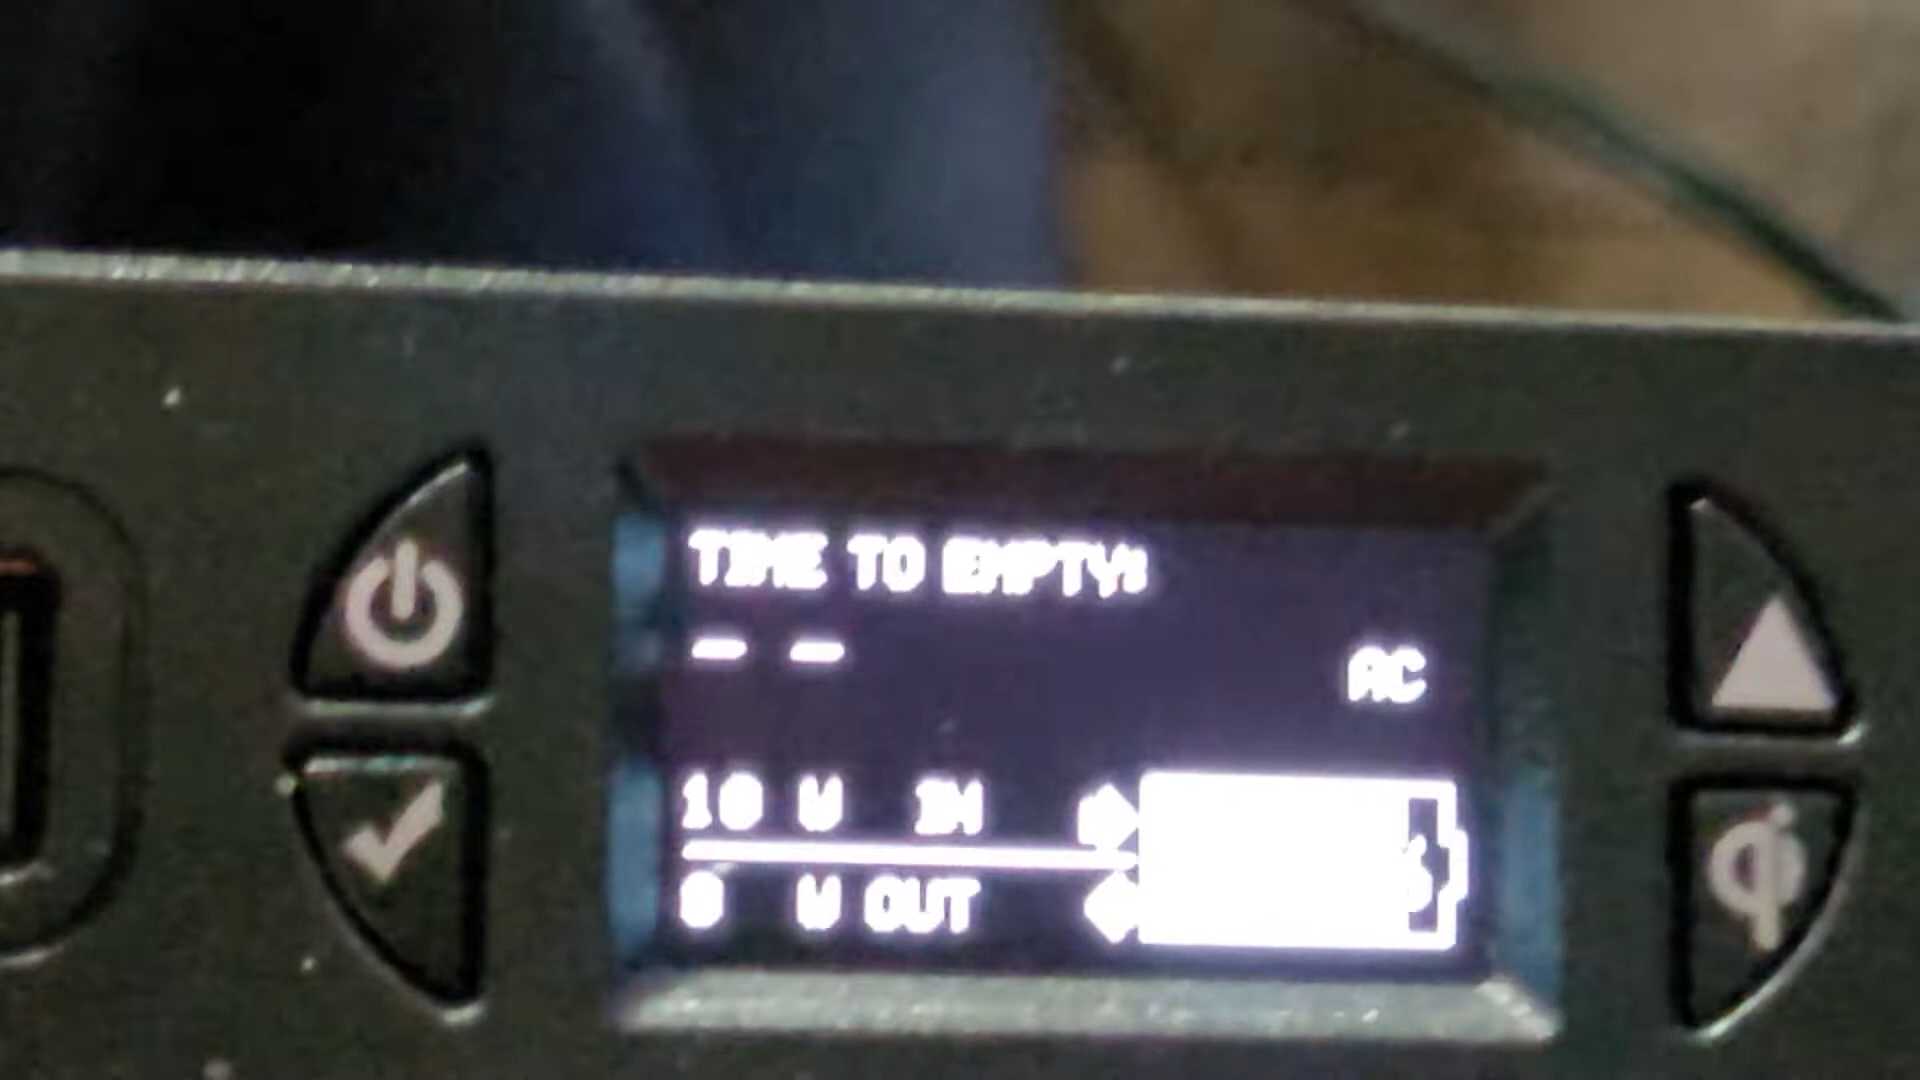 TIME TO EMPTY:
-- --
AC
10 W IN
0 W OUT